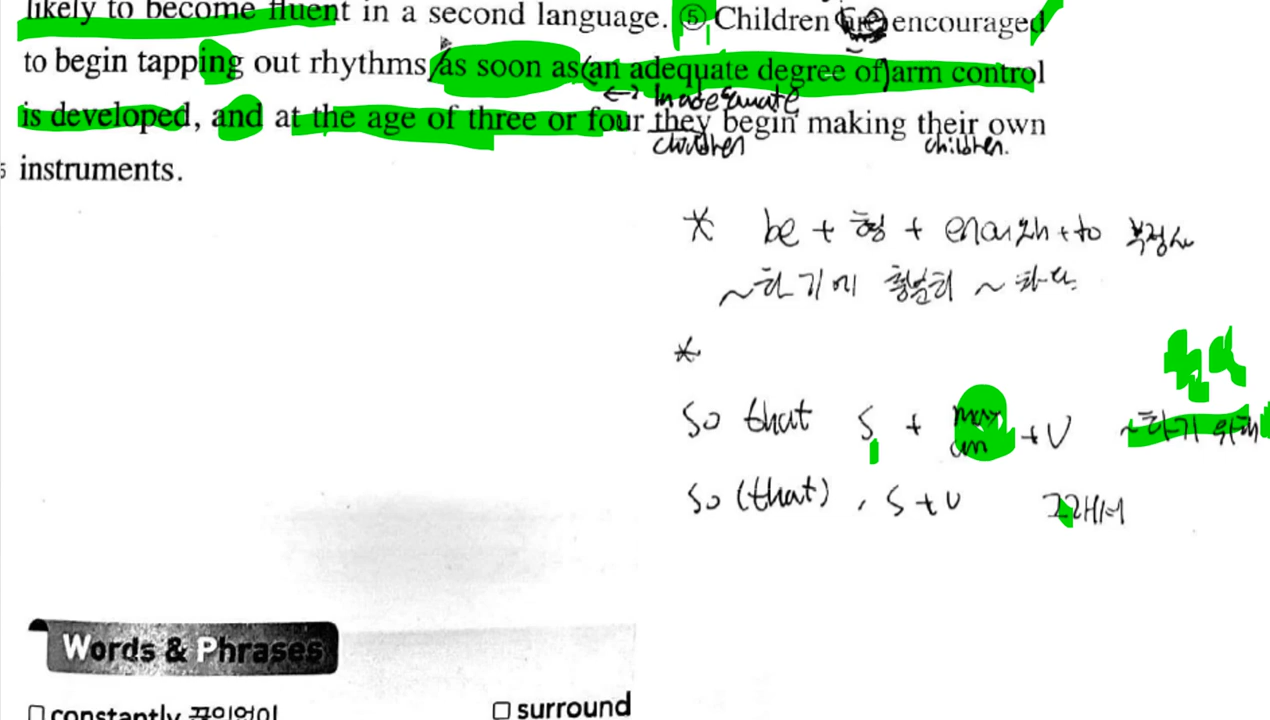 likely to become fluent in a second language. ⑤ Children are encouraged
to begin tapping out rhythms as soon as (an adequate degree of) arm control
↔ inadequate
is developed, and at the age of three or four they begin making their own
children children.
instruments.
* be + 형 + enough + to 부정사
~하기에 충분히 ~하다.
*
목적
so that S + may can + V ~하기 위해
so (that) , S + V 그래서
Words & Phrases
□ constantly 끊임없이 □ surround